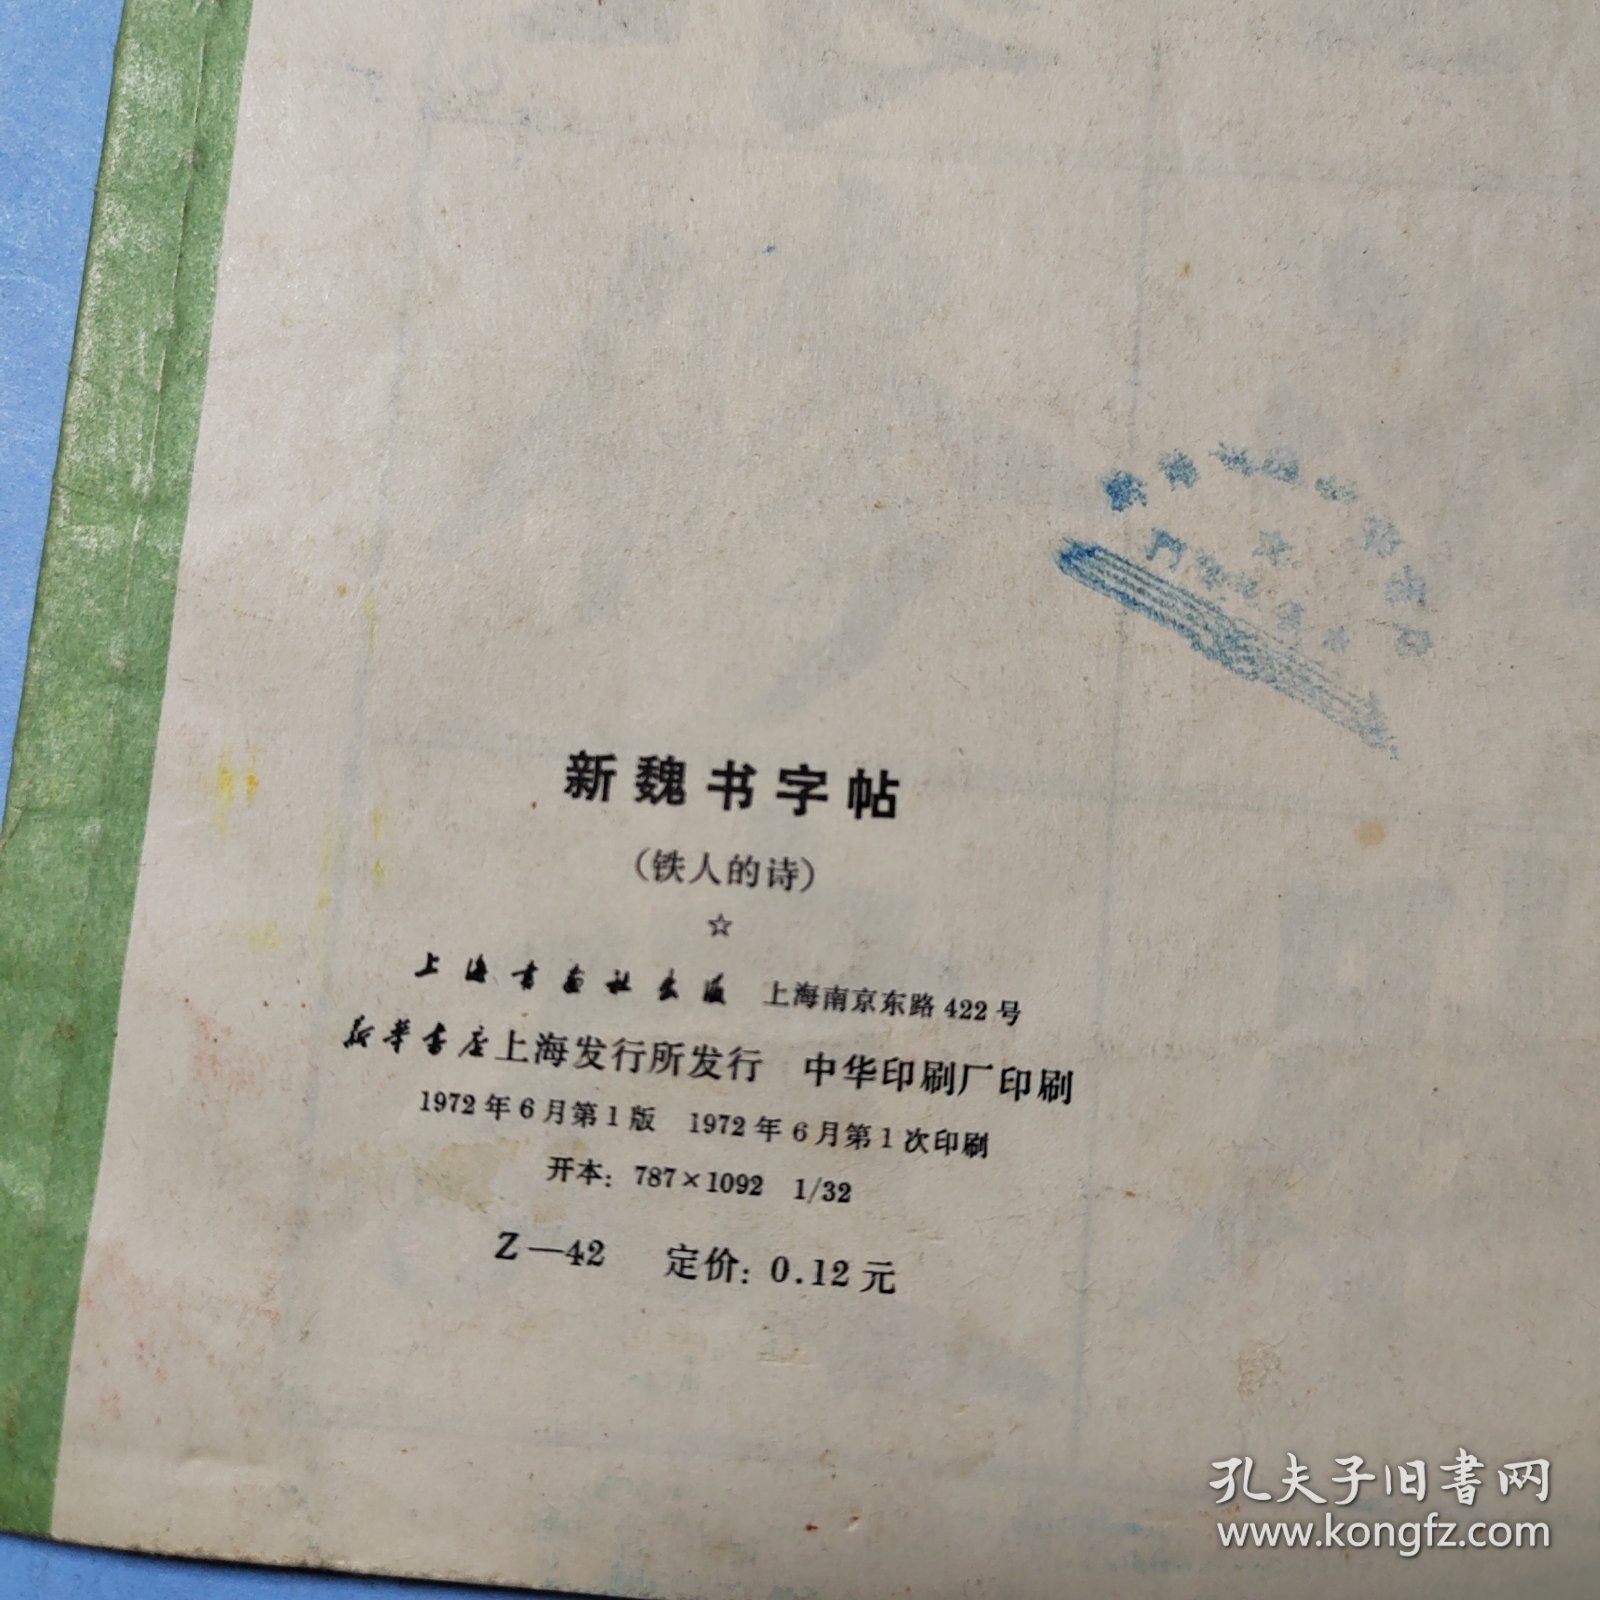 新魏书字帖
（铁人的诗）
☆
上海书画社出版 上海南京东路422号
新华书店上海发行所发行 中华印刷厂印刷
1972年6月第1版 1972年6月第1次印刷
开本：787×1092 1/32
Z—42 定价：0.12元
孔夫子旧书网
www.kongfz.com